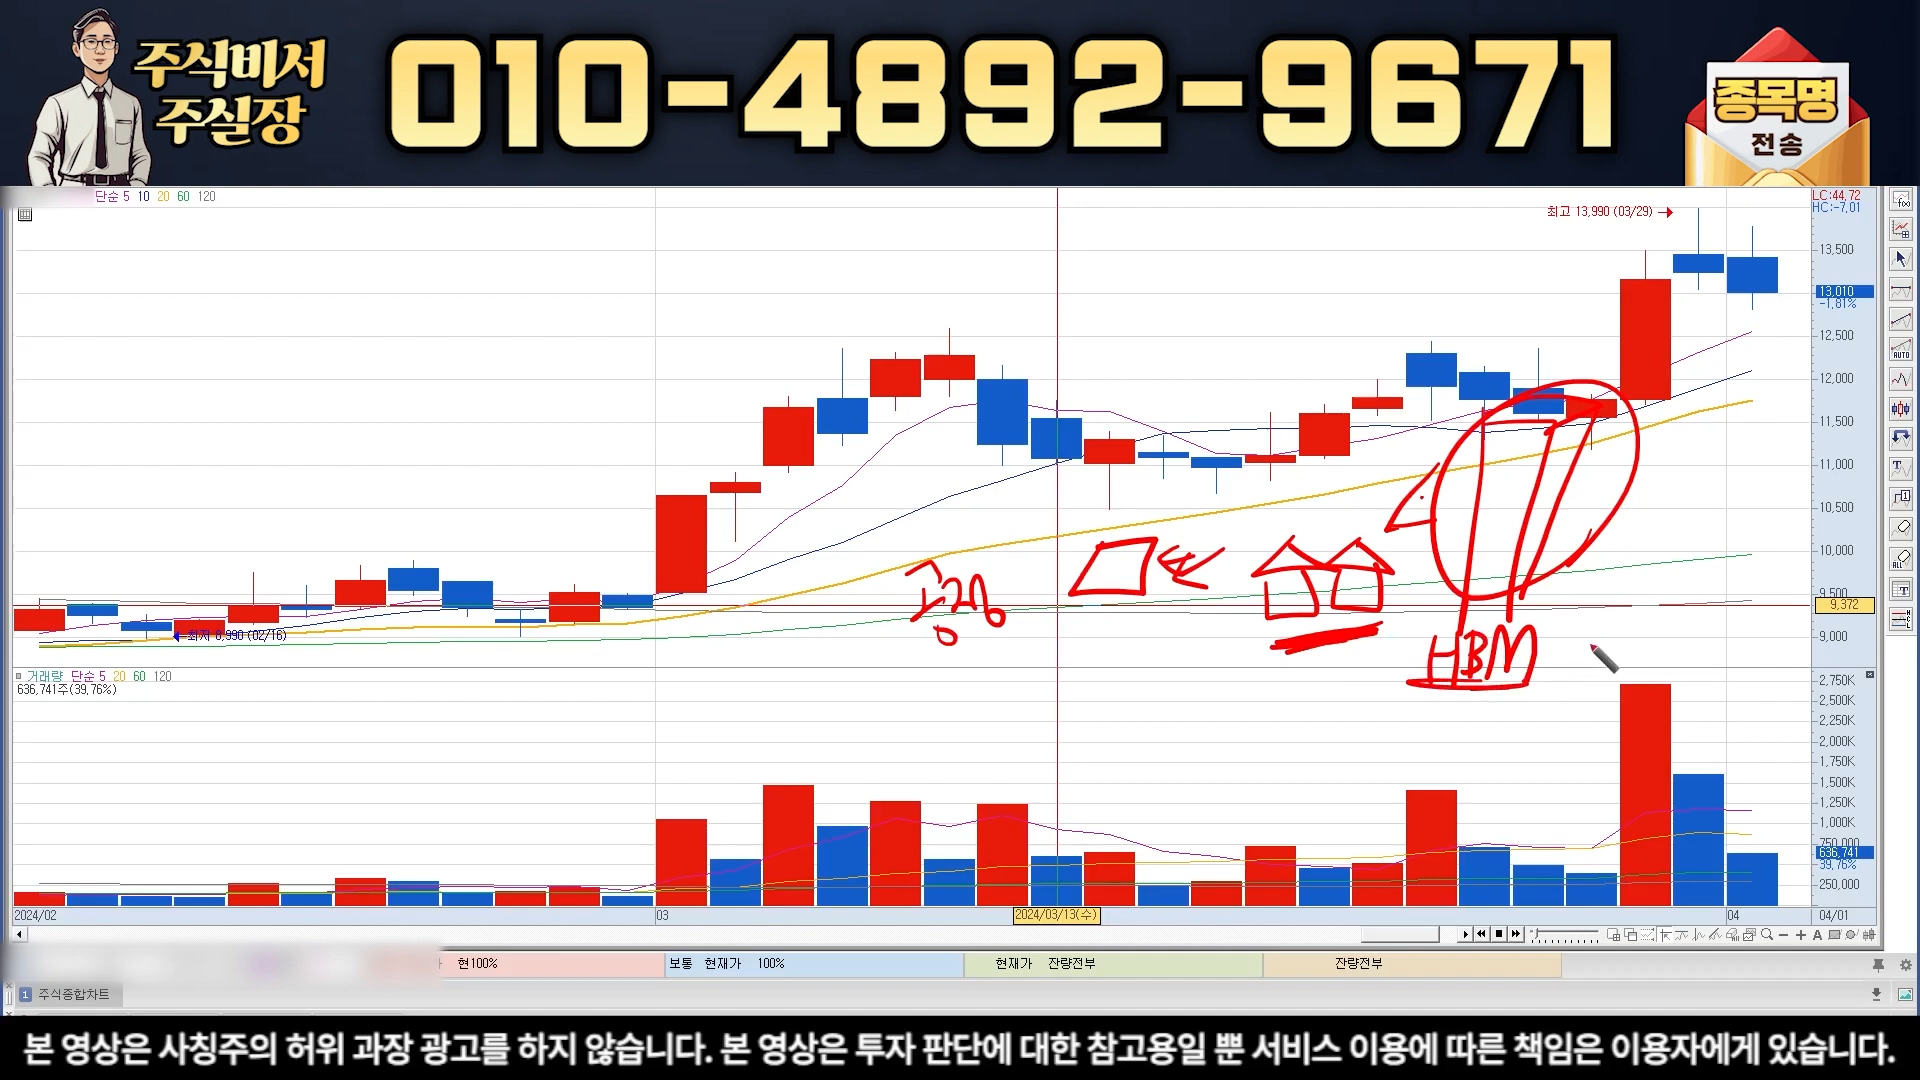 주식비서
주실장
010-4892-9671
종목명
전송
단순 5 10 20 60 120
최고 13,990 (03/29)
LC:44,72
HC:-7,01
13,500
13,010
-1,81%
12,500
12,000
11,500
11,000
10,500
10,000
9,500
9,372
9,000
최저 8,990 (02/16)
HBM
거래량 단순 5 20 60 120
636,741주(39,76%)
2,750K
2,500K
2,250K
2,000K
1,750K
1,500K
1,250K
1,000K
750,000
636,741
39,76%
250,000
2024/02
03
2024/03/13(수)
04
04/01
현100%
보통 현재가 100%
현재가 잔량전부
잔량전부
1 주식종합차트
본 영상은 사칭주의 허위 과장 광고를 하지 않습니다. 본 영상은 투자 판단에 대한 참고용일 뿐 서비스 이용에 따른 책임은 이용자에게 있습니다.